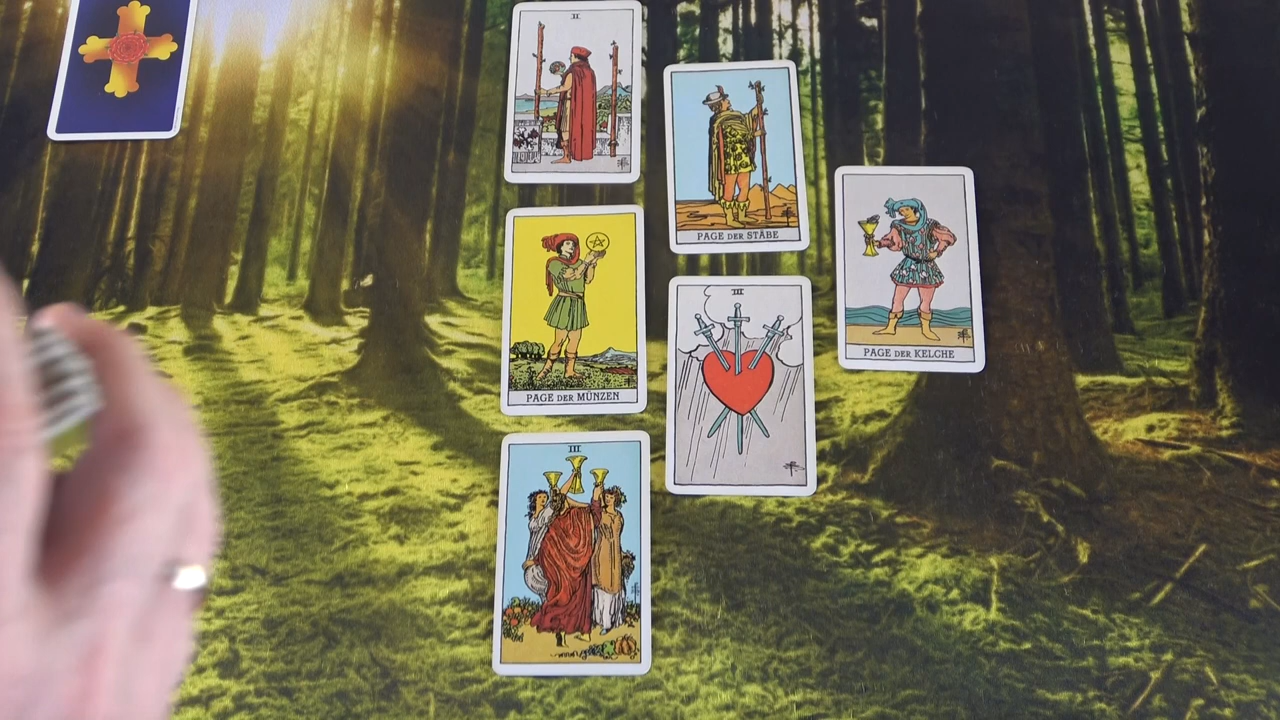 II
PAGE DER STÄBE
PAGE DER KELCHE
PAGE DER MÜNZEN
III
III